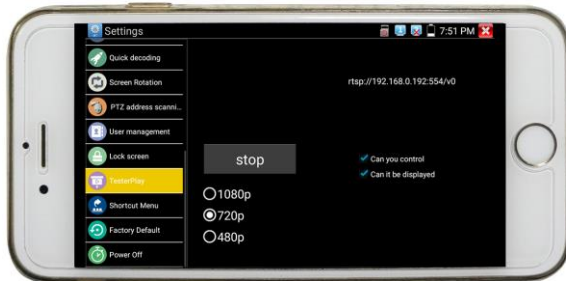 Settings
7:51 PM
Quick decoding
Screen Rotation
PTZ address scanni...
User management
Lock screen
TesterPlay
Shortcut Menu
Factory Default
Power Off
rtsp://192.168.0.192:554/v0
stop
Can you control
Can it be displayed
1080p
720p
480p